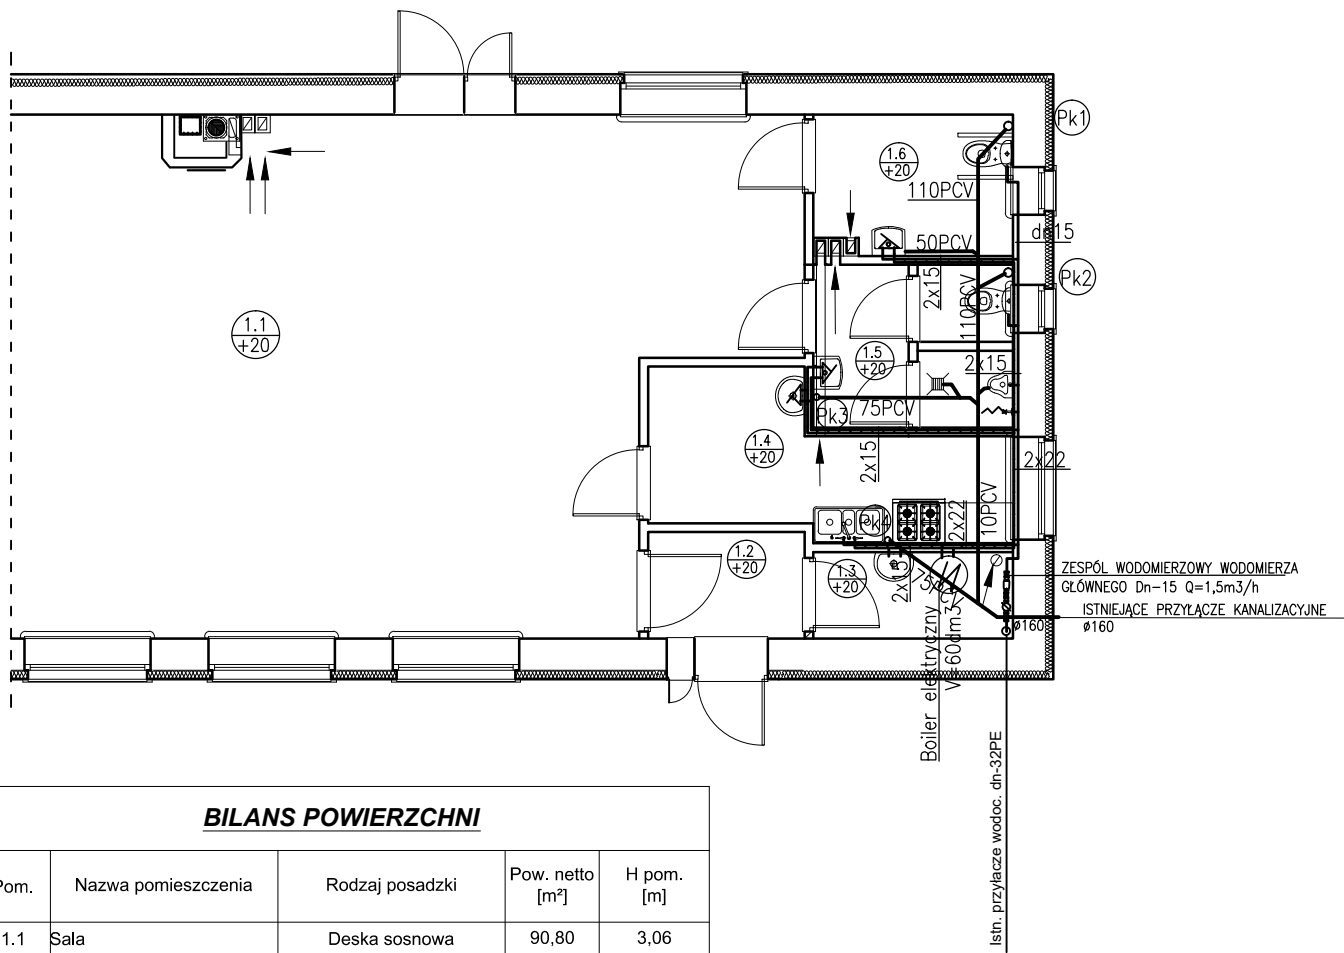 Pk1
1.6
+20
110PCV
50PCV
dn15
2x15
110PCV
Pk2
1.1
+20
1.5
+20
2x15
Pk3
75PCV
1.4
+20
2x15
2x22
Pk4
2x22
10PCV
1.2
+20
1.3
+20
2x15
ZESPÓL WODOMIERZOWY WODOMIERZA
GŁÓWNEGO Dn-15 Q=1,5m3/h
ISTNIEJĄCE PRZYŁĄCZE KANALIZACYJNE
ø160
ø160
Boiler elektryczny
V=60dm3
Istn. przyłącze wodoc. dn-32PE
BILANS POWIERZCHNI
Pom.
Nazwa pomieszczenia
Rodzaj posadzki
Pow. netto
[m²]
H pom.
[m]
1.1
Sala
Deska sosnowa
90,80
3,06